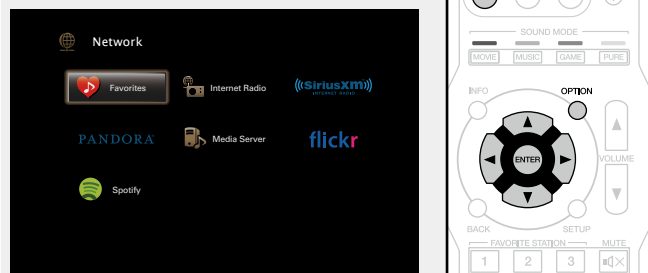 Network
Favorites
Internet Radio
((SiriusXM))
INTERNET RADIO
PANDORA
Media Server
flickr
Spotify
SOUND MODE
MOVIE MUSIC GAME PURE
INFO OPTION
ENTER
VOLUME
BACK SETUP
FAVORITE STATION MUTE
1 2 3